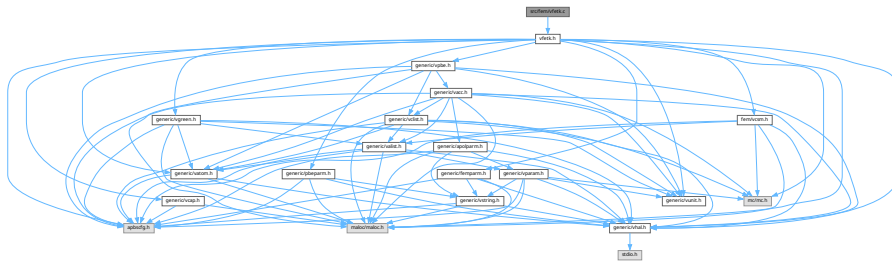 src/fem/vfetk.c
vfetk.h
generic/vpbe.h
generic/vacc.h
generic/vgreen.h
generic/vclist.h
fem/vcsm.h
generic/valist.h
generic/apolparm.h
generic/vatom.h
generic/pbeparm.h
generic/femparm.h
generic/vparam.h
generic/vcap.h
generic/vstring.h
generic/vunit.h
mc/mc.h
apbscfg.h
maloc/maloc.h
generic/vhal.h
stdio.h